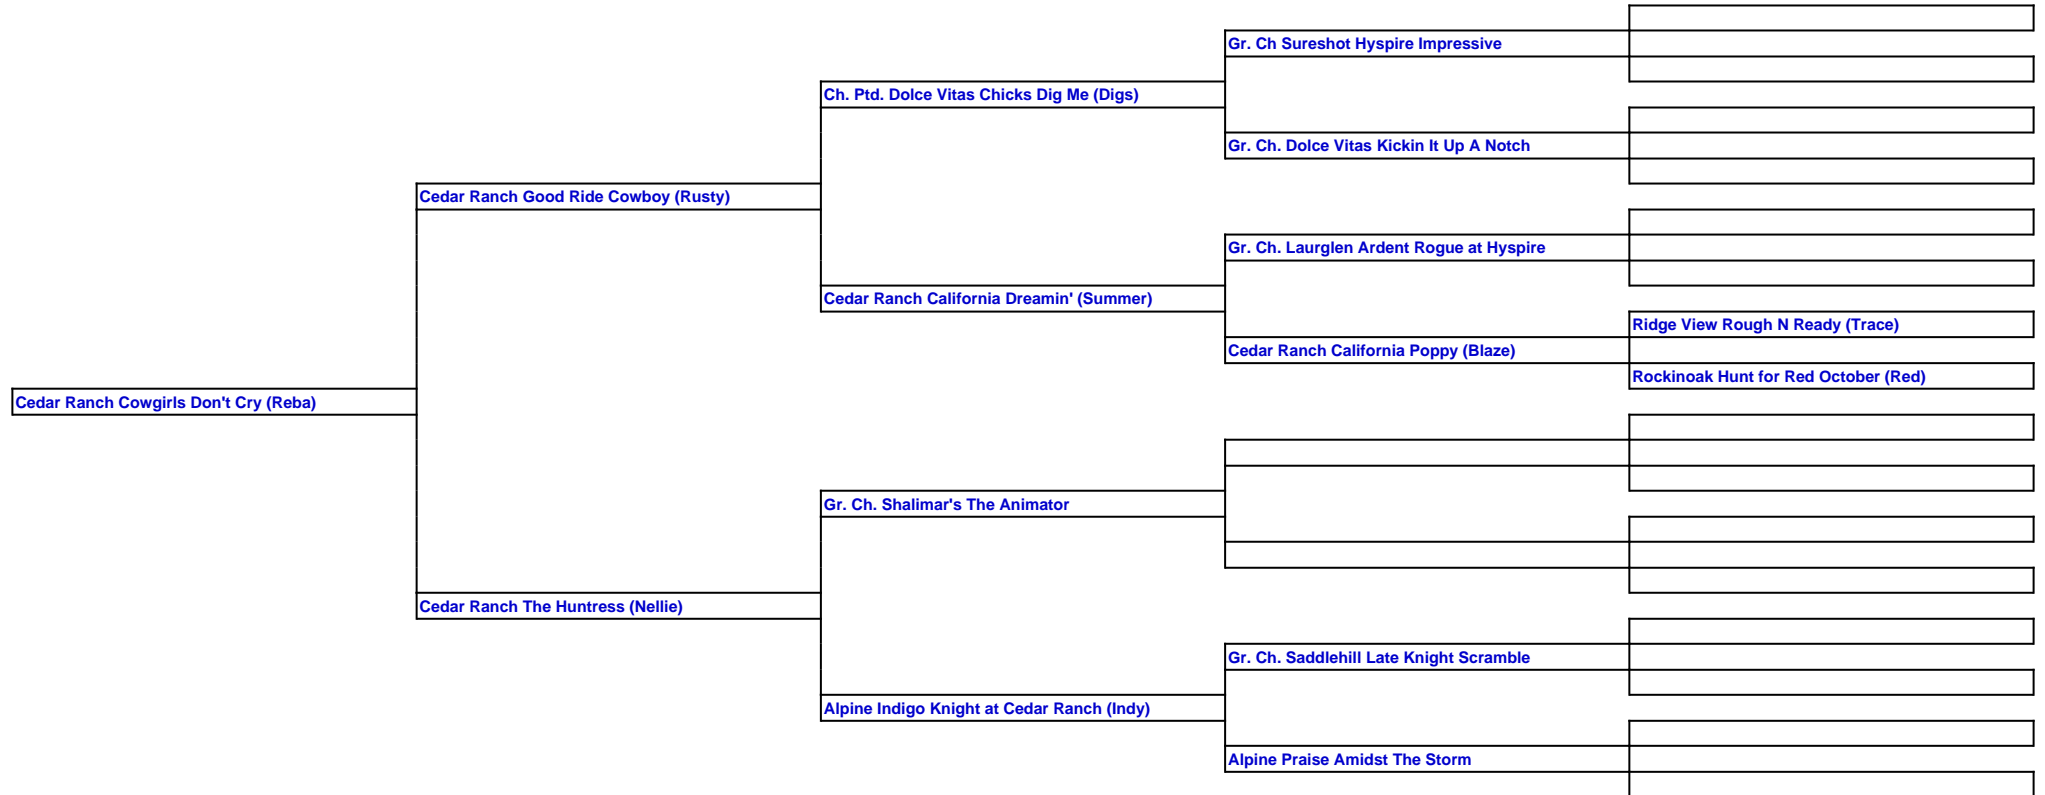 Gr. Ch Sureshot Hyspire Impressive
Ch. Ptd. Dolce Vitas Chicks Dig Me (Digs)
Gr. Ch. Dolce Vitas Kickin It Up A Notch
Cedar Ranch Good Ride Cowboy (Rusty)
Gr. Ch. Laurglen Ardent Rogue at Hyspire
Cedar Ranch California Dreamin' (Summer)
Ridge View Rough N Ready (Trace)
Cedar Ranch California Poppy (Blaze)
Rockinoak Hunt for Red October (Red)
Cedar Ranch Cowgirls Don't Cry (Reba)
Gr. Ch. Shalimar's The Animator
Cedar Ranch The Huntress (Nellie)
Gr. Ch. Saddlehill Late Knight Scramble
Alpine Indigo Knight at Cedar Ranch (Indy)
Alpine Praise Amidst The Storm